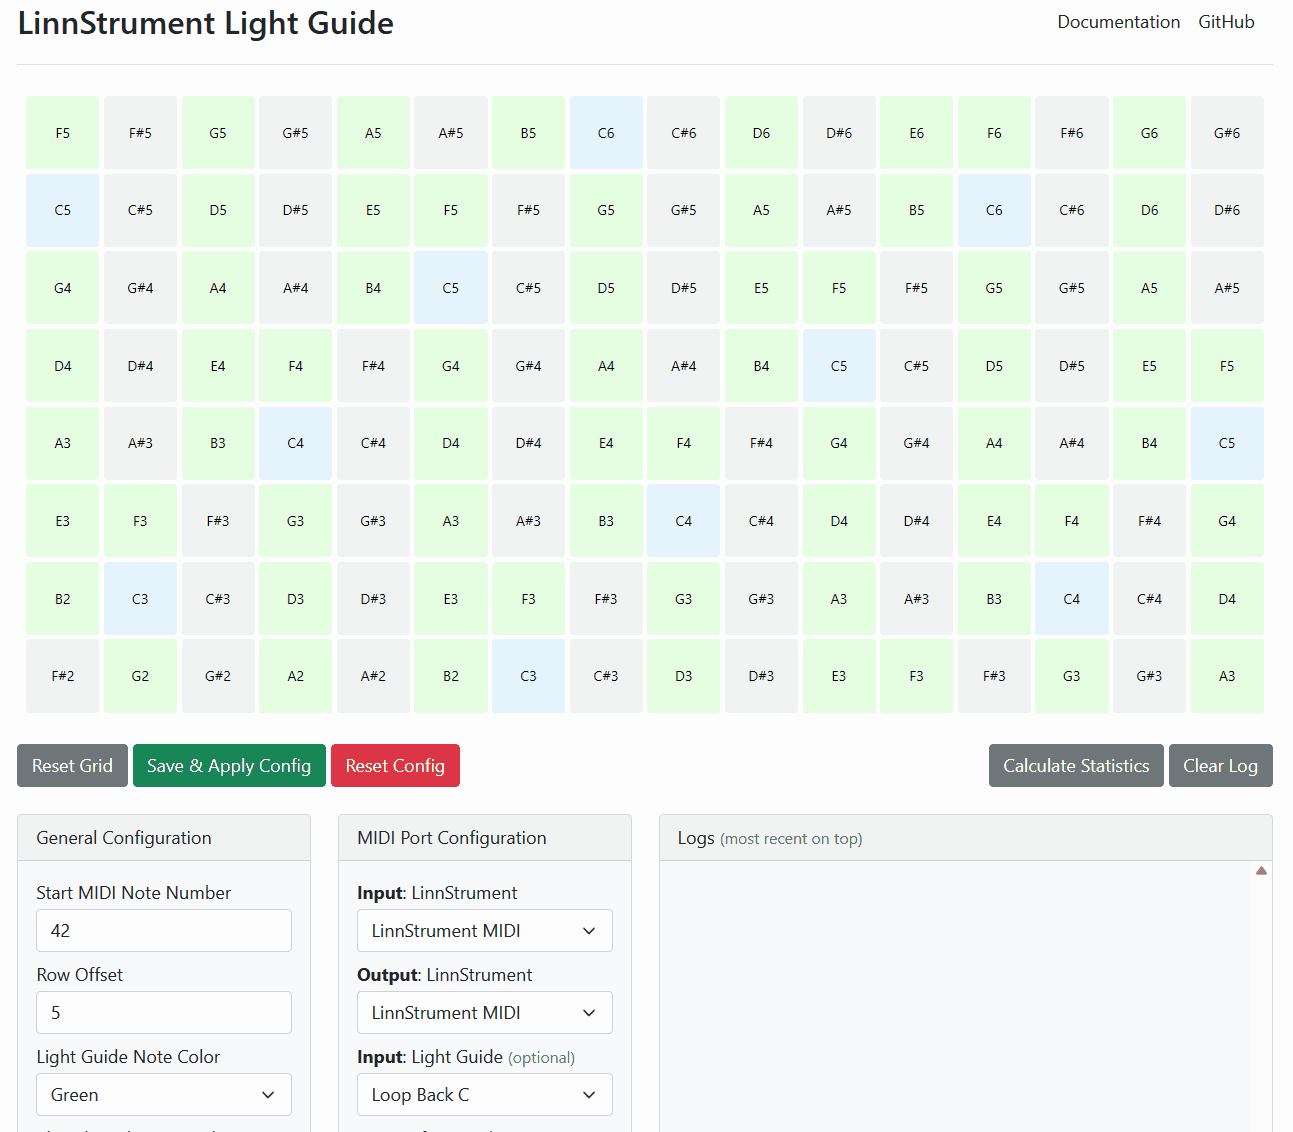 LinnStrument Light Guide
Documentation GitHub
F5 F#5 G5 G#5 A5 A#5 B5 C6 C#6 D6 D#6 E6 F6 F#6 G6 G#6
C5 C#5 D5 D#5 E5 F5 F#5 G5 G#5 A5 A#5 B5 C6 C#6 D6 D#6
G4 G#4 A4 A#4 B4 C5 C#5 D5 D#5 E5 F5 F#5 G5 G#5 A5 A#5
D4 D#4 E4 F4 F#4 G4 G#4 A4 A#4 B4 C5 C#5 D5 D#5 E5 F5
A3 A#3 B3 C4 C#4 D4 D#4 E4 F4 F#4 G4 G#4 A4 A#4 B4 C5
E3 F3 F#3 G3 G#3 A3 A#3 B3 C4 C#4 D4 D#4 E4 F4 F#4 G4
B2 C3 C#3 D3 D#3 E3 F3 F#3 G3 G#3 A3 A#3 B3 C4 C#4 D4
F#2 G2 G#2 A2 A#2 B2 C3 C#3 D3 D#3 E3 F3 F#3 G3 G#3 A3
Reset Grid Save & Apply Config Reset Config Calculate Statistics Clear Log
General Configuration
Start MIDI Note Number
42
Row Offset
5
Light Guide Note Color
Green
MIDI Port Configuration
Input: LinnStrument
LinnStrument MIDI
Output: LinnStrument
LinnStrument MIDI
Input: Light Guide (optional)
Loop Back C
Logs (most recent on top)